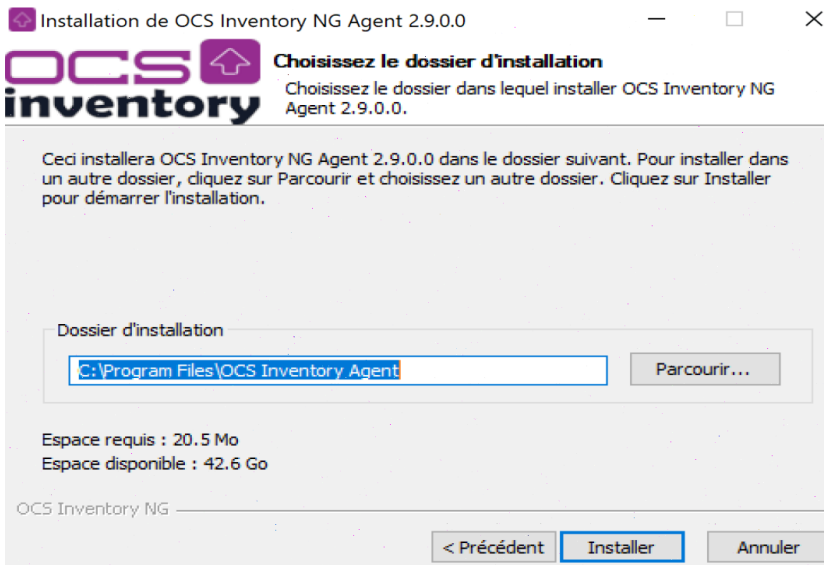 Installation de OCS Inventory NG Agent 2.9.0.0
OCS
inventory
Choisissez le dossier d'installation
Choisissez le dossier dans lequel installer OCS Inventory NG
Agent 2.9.0.0.
Ceci installera OCS Inventory NG Agent 2.9.0.0 dans le dossier suivant. Pour installer dans
un autre dossier, cliquez sur Parcourir et choisissez un autre dossier. Cliquez sur Installer
pour démarrer l'installation.
Dossier d'installation
C:\Program Files\OCS Inventory Agent
Parcourir...
Espace requis : 20.5 Mo
Espace disponible : 42.6 Go
OCS Inventory NG
< Précédent
Installer
Annuler